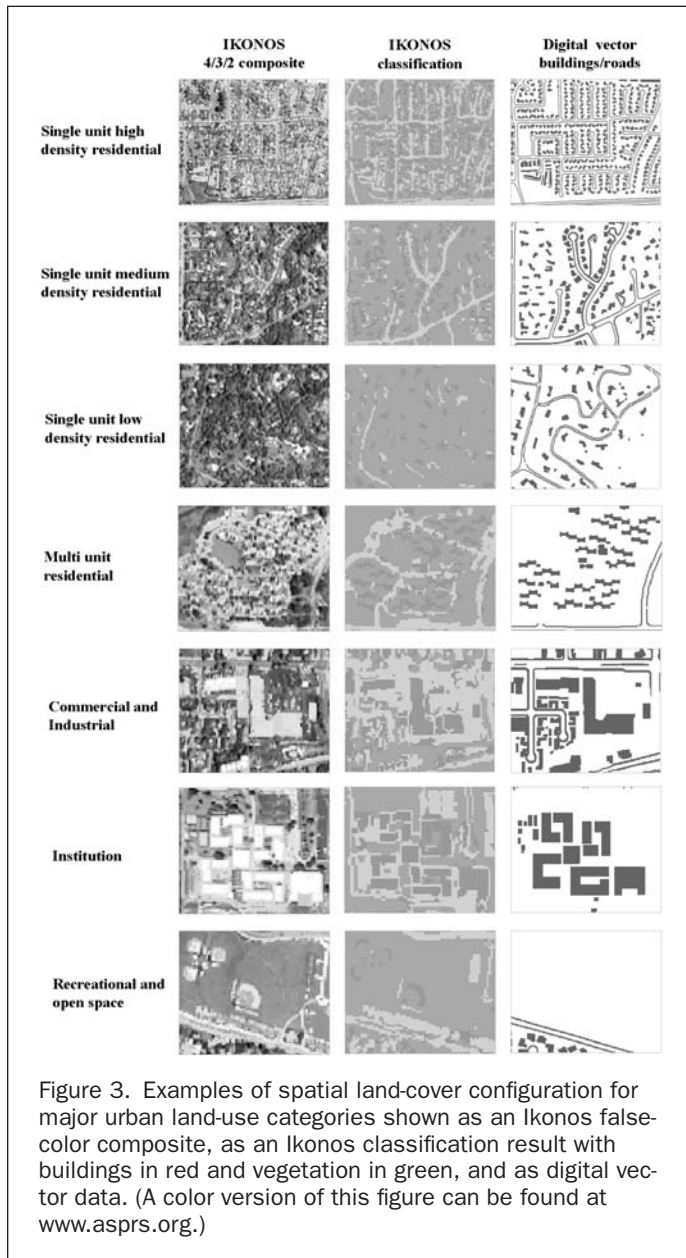 IKONOS
4/3/2 composite
IKONOS
classification
Digital vector
buildings/roads
Single unit high
density residential
Single unit medium
density residential
Single unit low
density residential
Multi unit
residential
Commercial and
Industrial
Institution
Recreational and
open space
Figure 3. Examples of spatial land-cover configuration for
major urban land-use categories shown as an Ikonos false-
color composite, as an Ikonos classification result with
buildings in red and vegetation in green, and as digital vec-
tor data. (A color version of this figure can be found at
www.asprs.org.)